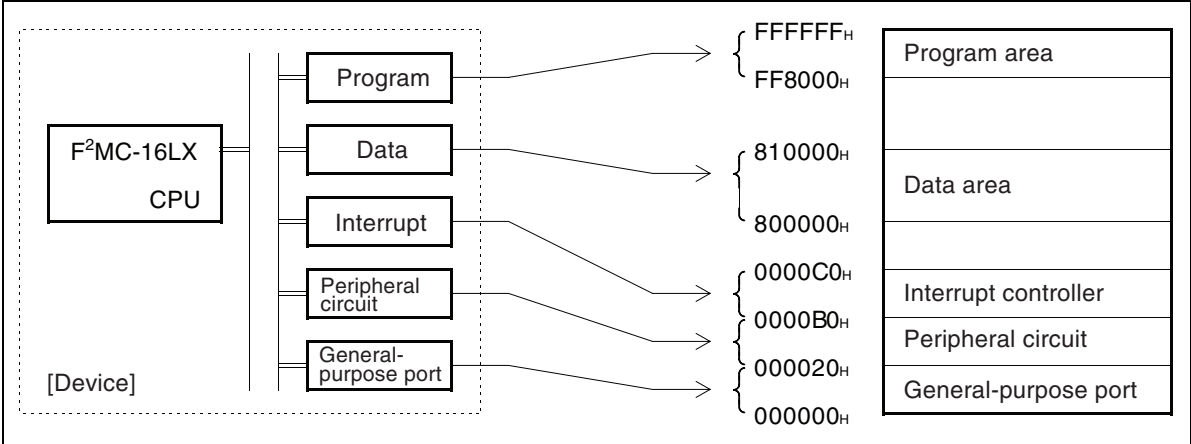 F²MC-16LX
CPU
[Device]
Program
Data
Interrupt
Peripheral
circuit
General-
purpose port
FFFFFFH
FF8000H
810000H
800000H
0000C0H
0000B0H
000020H
000000H
Program area
Data area
Interrupt controller
Peripheral circuit
General-purpose port